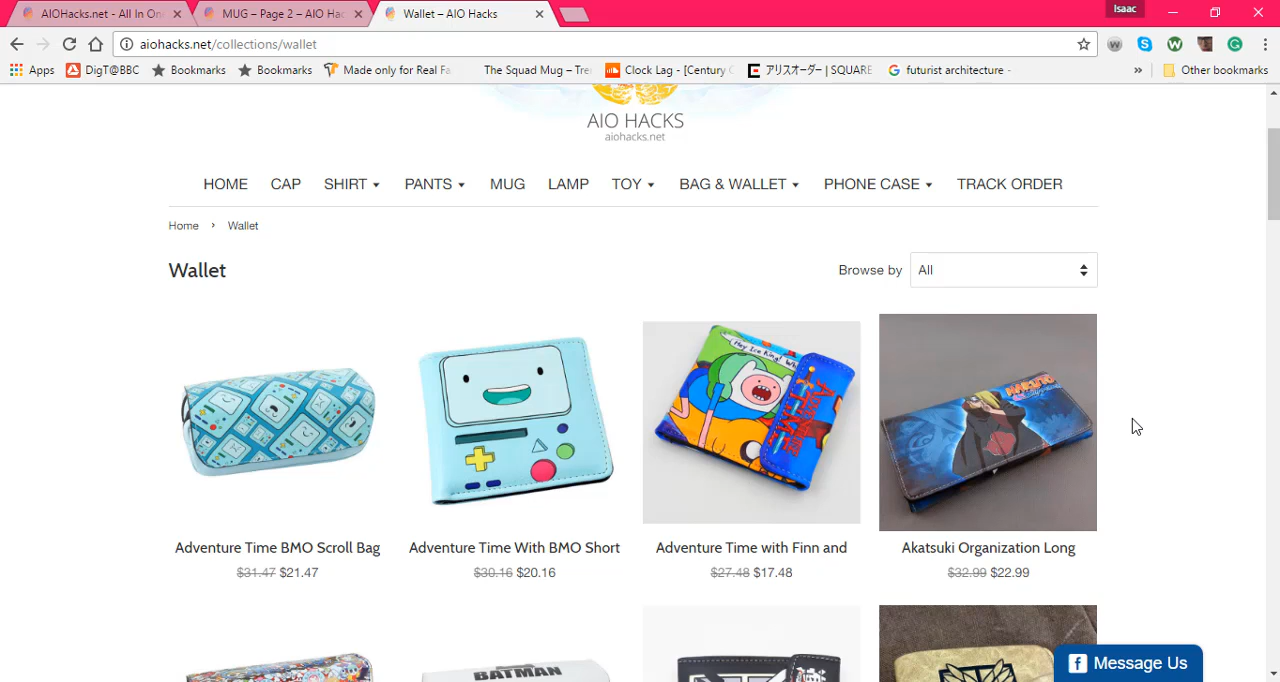 Isaac
AIOHacks.net - All In On
MUG – Page 2 – AIO Hac
Wallet – AIO Hacks
aiohacks.net/collections/wallet
Apps
DigT@BBC
Bookmarks
Bookmarks
Made only for Real Fa
The Squad Mug – Tre
Clock Lag - [Century C
アリスオーダー | SQUARE
futurist architecture -
»
Other bookmarks
AIO HACKS
aiohacks.net
HOME CAP SHIRT PANTS MUG LAMP TOY BAG & WALLET PHONE CASE TRACK ORDER
Home › Wallet
Wallet
Browse by All
ADVENTURE TIME
NARUTO
Adventure Time BMO Scroll Bag
$31.47 $21.47
Adventure Time With BMO Short
$30.16 $20.16
Adventure Time with Finn and
$27.48 $17.48
Akatsuki Organization Long
$32.99 $22.99
BATMAN
Message Us